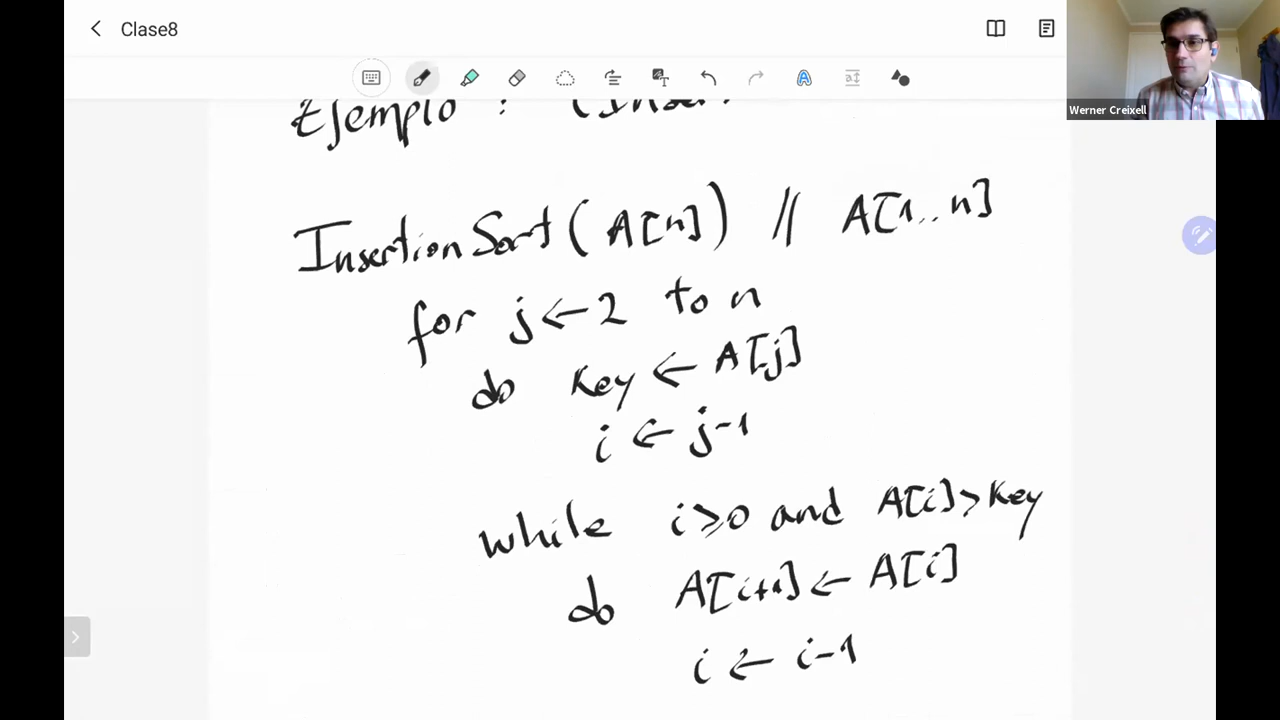 Clase8
Werner Creixell
Ejemplo : (Inser
InsertionSort(A[n]) // A[1..n]
for j ← 2 to n
do Key ← A[j]
i ← j-1
while i ≥ 0 and A[i] > Key
do A[i+1] ← A[i]
i ← i-1